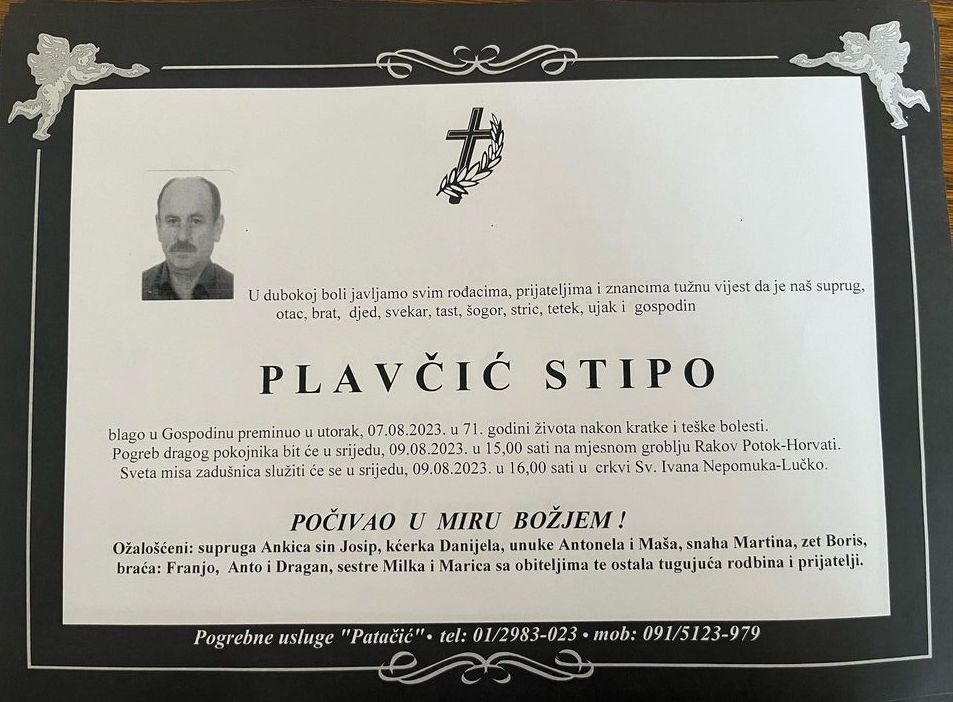 U dubokoj boli javljamo svim rođacima, prijateljima i znancima tužnu vijest da je naš suprug,
otac, brat, djed, svekar, tast, šogor, stric, tetek, ujak i gospodin
PLAVČIĆ STIPO
blago u Gospodinu preminuo u utorak, 07.08.2023. u 71. godini života nakon kratke i teške bolesti.
Pogreb dragog pokojnika bit će u srijedu, 09.08.2023. u 15,00 sati na mjesnom groblju Rakov Potok-Horvati.
Sveta misa zadušnica služiti će se u srijedu, 09.08.2023. u 16,00 sati u crkvi Sv. Ivana Nepomuka-Lučko.
POČIVAO U MIRU BOŽJEM !
Ožalošćeni: supruga Ankica sin Josip, kćerka Danijela, unuke Antonela i Maša, snaha Martina, zet Boris,
braća: Franjo, Anto i Dragan, sestre Milka i Marica sa obiteljima te ostala tugujuća rodbina i prijatelji.
Pogrebne usluge "Patačić"• tel: 01/2983-023 • mob: 091/5123-979